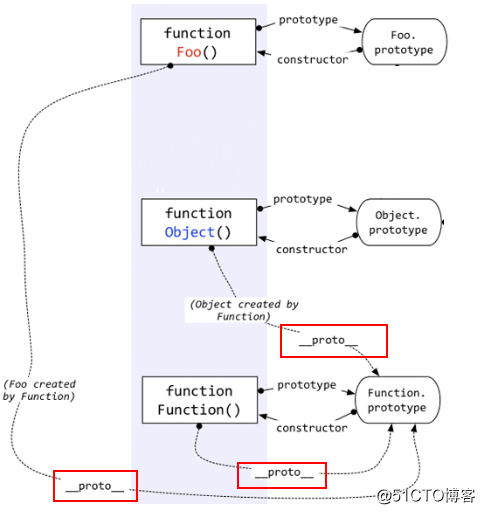 function
Foo()
prototype
constructor
Foo.
prototype
function
Object()
prototype
constructor
Object.
prototype
(Object created by
Function)
__proto__
(Foo created
by Function)
function
Function()
prototype
constructor
Function.
prototype
__proto__
__proto__
@51CTO博客